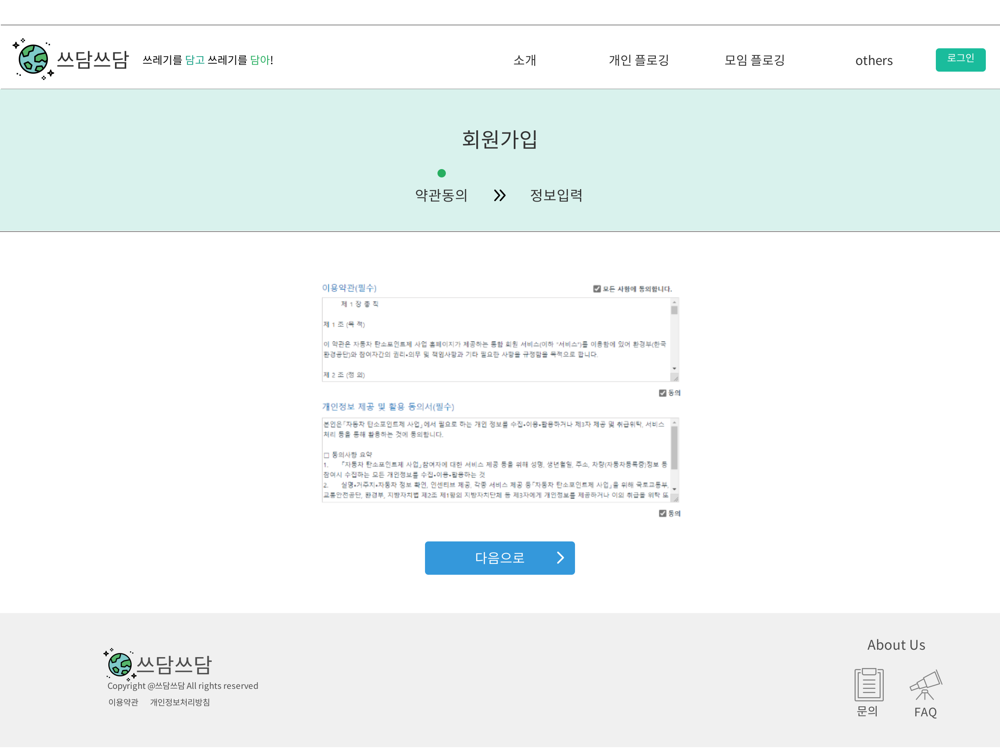 쓰담쓰담 쓰레기를 담고 쓰레기를 담아! 소개 개인 플로깅 모임 플로깅 others 로그인
회원가입
약관동의 정보입력
이용약관(필수) 모든 사항에 동의합니다.
제 1 장 총 칙
제 1 조 (목 적)
이 약관은 자동차 탄소포인트제 사업 홈페이지가 제공하는 통합 회원 서비스(이하 "서비스")를 이용함에 있어 환경부(한국
환경공단)와 참여자간의 권리•의무 및 책임사항과 기타 필요한 사항을 규정함을 목적으로 합니다.
제 2 조 (정 의)
동의
개인정보 제공 및 활용 동의서(필수)
본인은「자동차 탄소포인트제 사업」에서 필요로 하는 개인 정보를 수집•이용•활용하거나 제3자 제공 및 취급위탁, 서비스
처리 등을 통해 활용하는 것에 동의합니다.
□ 동의사항 요약
1. 「자동차 탄소포인트제 사업」참여자에 대한 서비스 제공 등을 위해 성명, 생년월일, 주소, 차량(자동차등록증)정보 등
참여시 수집하는 모든 개인정보를 수집•이용•활용하는 것
2. 실명•거주지•자동차 정보 확인, 인센티브 제공, 각종 서비스 제공 등「자동차 탄소포인트제 사업」을 위해 국토교통부,
교통안전공단, 환경부, 지방자치법 제2조 제1항의 지방자치단체 등 제3자에게 개인정보를 제공하거나 이의 취급을 위탁 또
동의
다음으로
쓰담쓰담
Copyright @쓰담쓰담 All rights reserved
이용약관 개인정보처리방침
About Us
문의 FAQ